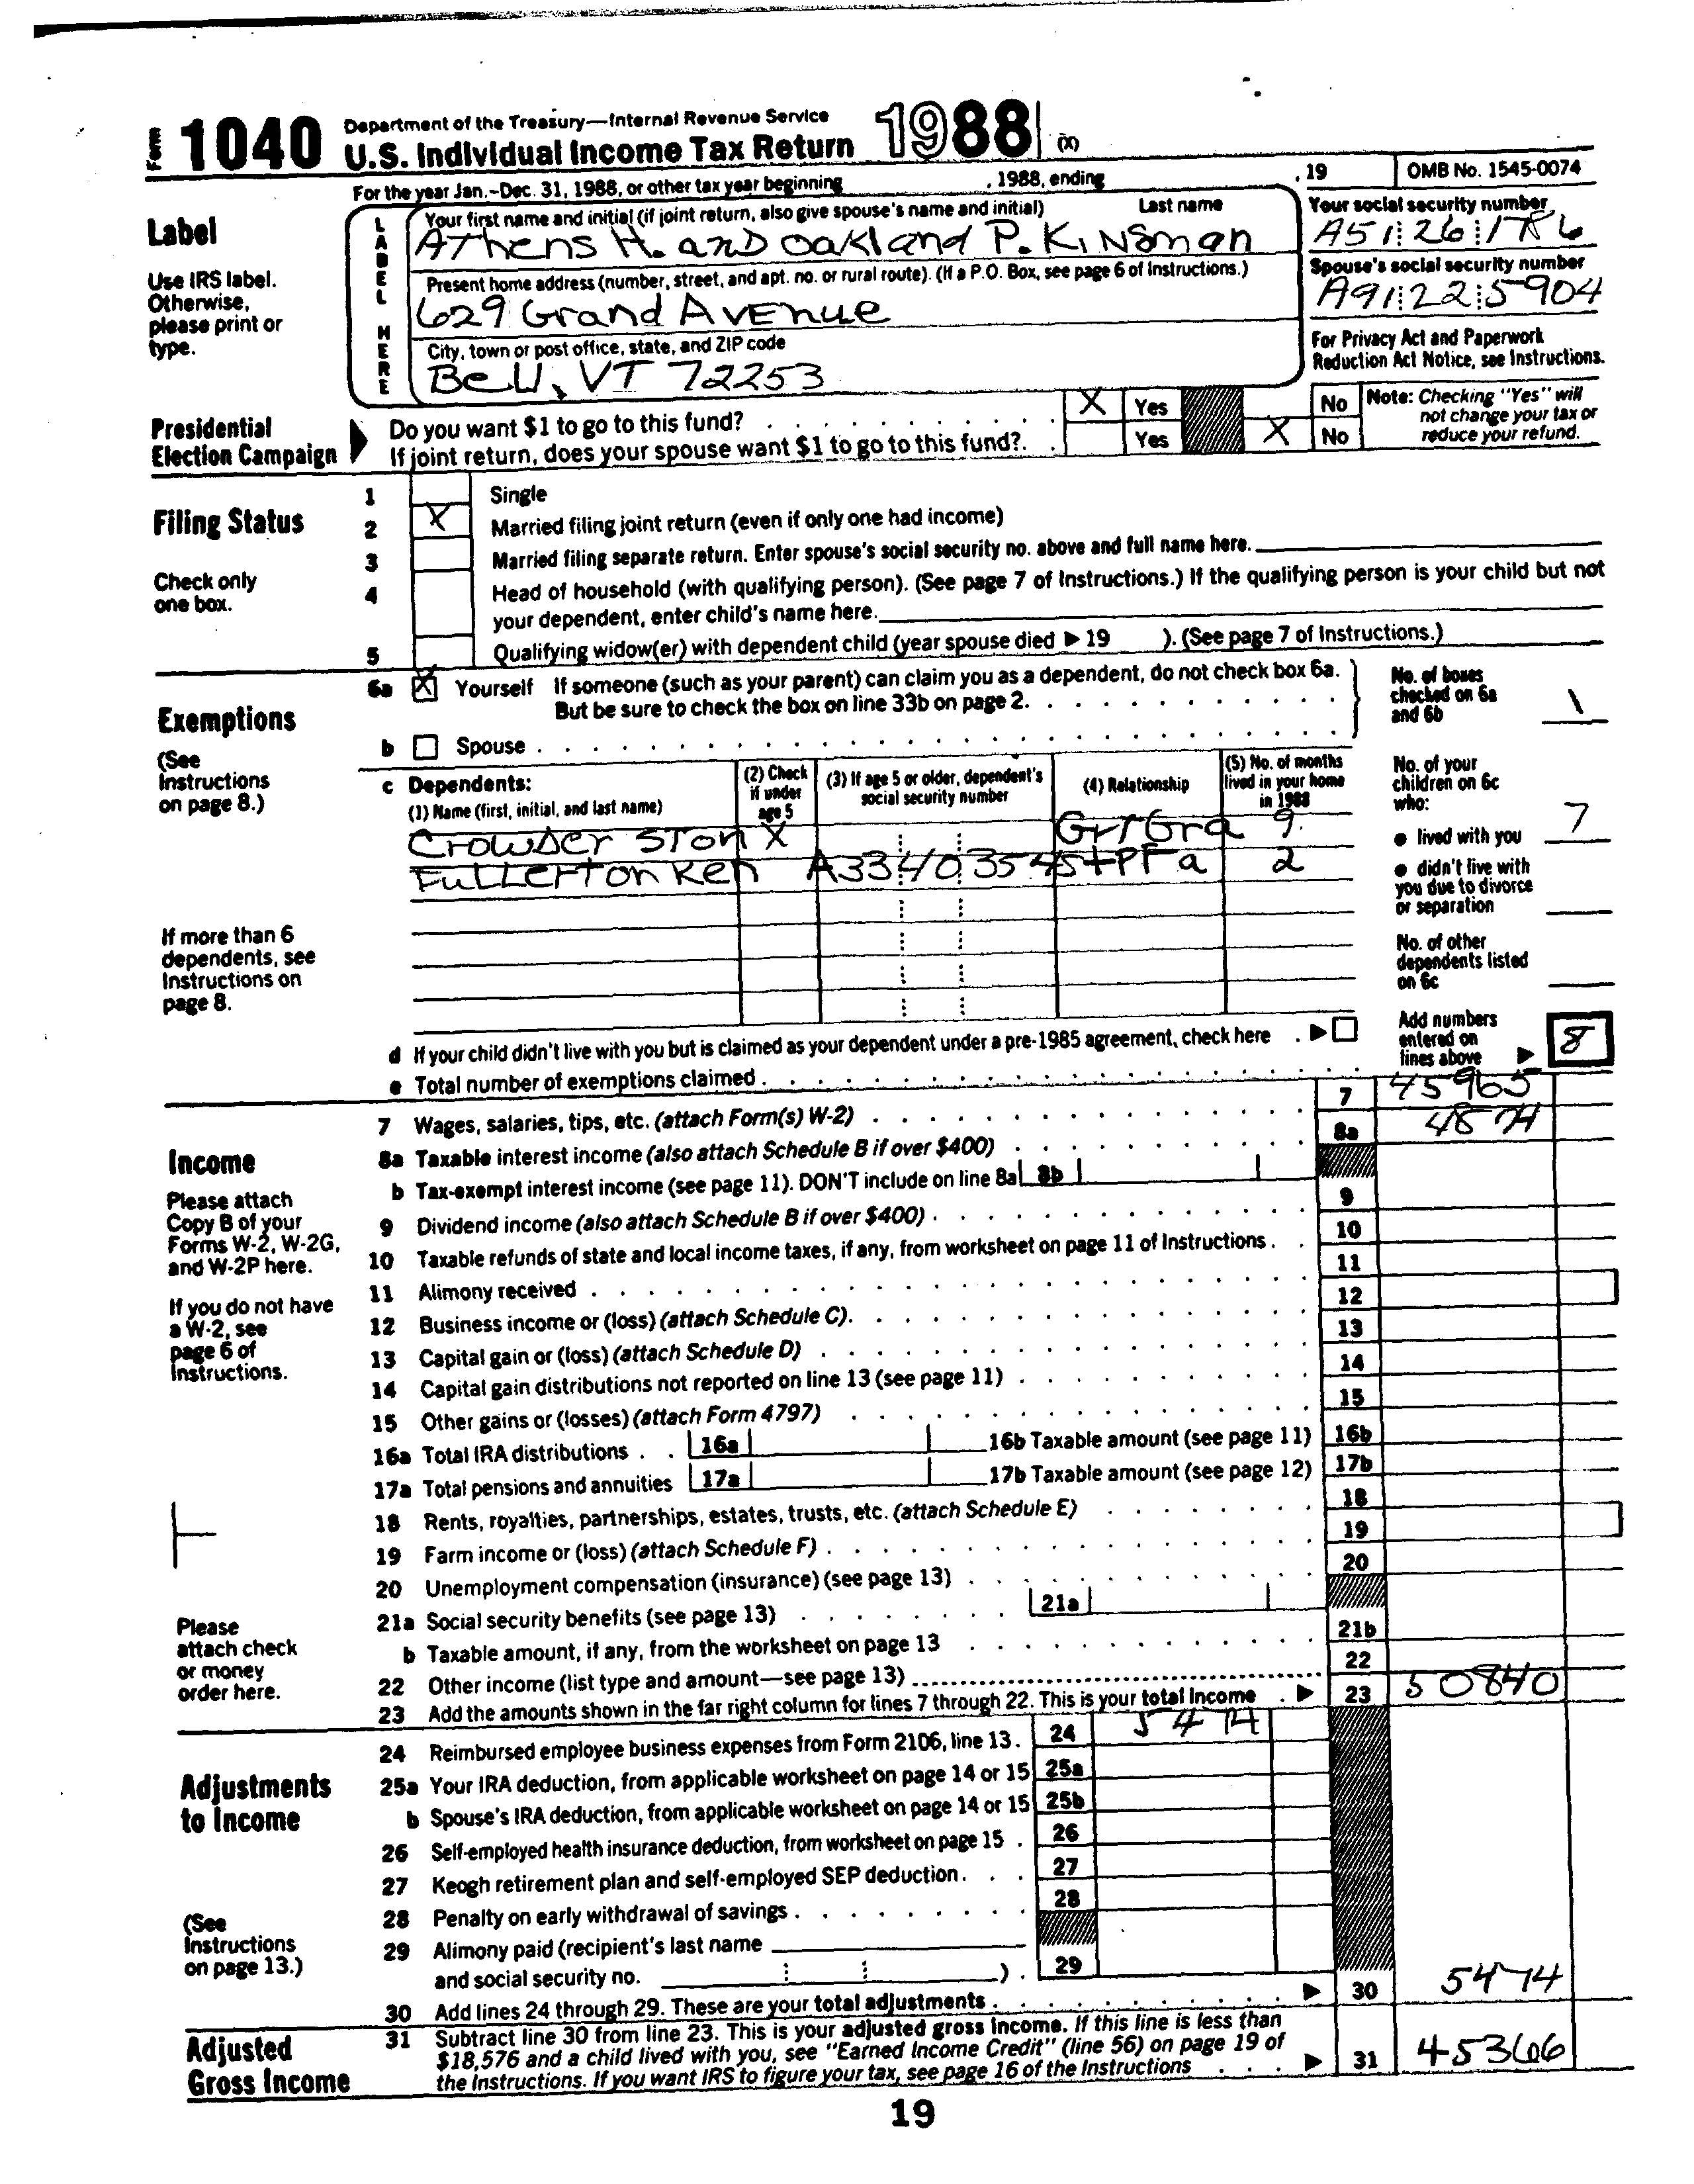 Form 1040 Department of the Treasury—Internal Revenue Service
U.S. Individual Income Tax Return 1988 (X)
For the year Jan.–Dec. 31, 1988, or other tax year beginning , 1988, ending , 19 OMB No. 1545-0074
Label
Use IRS label.
Otherwise,
please print or
type.
LABEL HERE
Your first name and initial (if joint return, also give spouse's name and initial) Last name
Athens H. and Oakland P. Kinsman
Your social security number
A51 26 1786
Present home address (number, street, and apt. no. or rural route). (If a P.O. Box, see page 6 of Instructions.)
629 Grand Avenue
Spouse's social security number
A91 22 5904
City, town or post office, state, and ZIP code
Bell, VT 72253
For Privacy Act and Paperwork
Reduction Act Notice, see Instructions.
Presidential
Election Campaign
Do you want $1 to go to this fund? X Yes No
If joint return, does your spouse want $1 to go to this fund? Yes X No
Note: Checking "Yes" will
not change your tax or
reduce your refund.
Filing Status
Check only
one box.
1 Single
2 X Married filing joint return (even if only one had income)
3 Married filing separate return. Enter spouse's social security no. above and full name here.
4 Head of household (with qualifying person). (See page 7 of Instructions.) If the qualifying person is your child but not
your dependent, enter child's name here.
5 Qualifying widow(er) with dependent child (year spouse died ▶ 19 ). (See page 7 of Instructions.)
Exemptions
(See
Instructions
on page 8.)
6a X Yourself If someone (such as your parent) can claim you as a dependent, do not check box 6a.
But be sure to check the box on line 33b on page 2.
b Spouse
No. of boxes
checked on 6a
and 6b 1
c Dependents:
(1) Name (first, initial, and last name)
(2) Check
if under
age 5
(3) If age 5 or older, dependent's
social security number
(4) Relationship
(5) No. of months
lived in your home
in 1988
Crowder Ston X GrtGra 9
Fullerton Ken A33 40 3545 StPFa 2
No. of your
children on 6c
who:
● lived with you 7
● didn't live with
you due to divorce
or separation
No. of other
dependents listed
on 6c
If more than 6
dependents, see
Instructions on
page 8.
d If your child didn't live with you but is claimed as your dependent under a pre-1985 agreement, check here ▶
e Total number of exemptions claimed
Add numbers
entered on
lines above ▶ 8
Income
Please attach
Copy B of your
Forms W-2, W-2G,
and W-2P here.
If you do not have
a W-2, see
page 6 of
Instructions.
7 Wages, salaries, tips, etc. (attach Form(s) W-2) 7 45965
8a Taxable interest income (also attach Schedule B if over $400) 8a 4874
b Tax-exempt interest income (see page 11). DON'T include on line 8a 8b
9 Dividend income (also attach Schedule B if over $400) 9
10 Taxable refunds of state and local income taxes, if any, from worksheet on page 11 of Instructions 10
11 Alimony received 11
12 Business income or (loss) (attach Schedule C) 12
13 Capital gain or (loss) (attach Schedule D) 13
14 Capital gain distributions not reported on line 13 (see page 11) 14
15 Other gains or (losses) (attach Form 4797) 15
16a Total IRA distributions 16a 16b Taxable amount (see page 11) 16b
17a Total pensions and annuities 17a 17b Taxable amount (see page 12) 17b
18 Rents, royalties, partnerships, estates, trusts, etc. (attach Schedule E) 18
19 Farm income or (loss) (attach Schedule F) 19
20 Unemployment compensation (insurance) (see page 13) 20
21a Social security benefits (see page 13) 21a
b Taxable amount, if any, from the worksheet on page 13 21b
22 Other income (list type and amount—see page 13) 22
23 Add the amounts shown in the far right column for lines 7 through 22. This is your total income ▶ 23 50840
Please
attach check
or money
order here.
Adjustments
to Income
(See
Instructions
on page 13.)
24 Reimbursed employee business expenses from Form 2106, line 13. 24 5474
25a Your IRA deduction, from applicable worksheet on page 14 or 15 25a
b Spouse's IRA deduction, from applicable worksheet on page 14 or 15 25b
26 Self-employed health insurance deduction, from worksheet on page 15 26
27 Keogh retirement plan and self-employed SEP deduction 27
28 Penalty on early withdrawal of savings 28
29 Alimony paid (recipient's last name
and social security no. ) 29
30 Add lines 24 through 29. These are your total adjustments ▶ 30 5474
Adjusted
Gross Income
31 Subtract line 30 from line 23. This is your adjusted gross income. If this line is less than
$18,576 and a child lived with you, see "Earned Income Credit" (line 56) on page 19 of
the Instructions. If you want IRS to figure your tax, see page 16 of the Instructions ▶ 31 45366
19